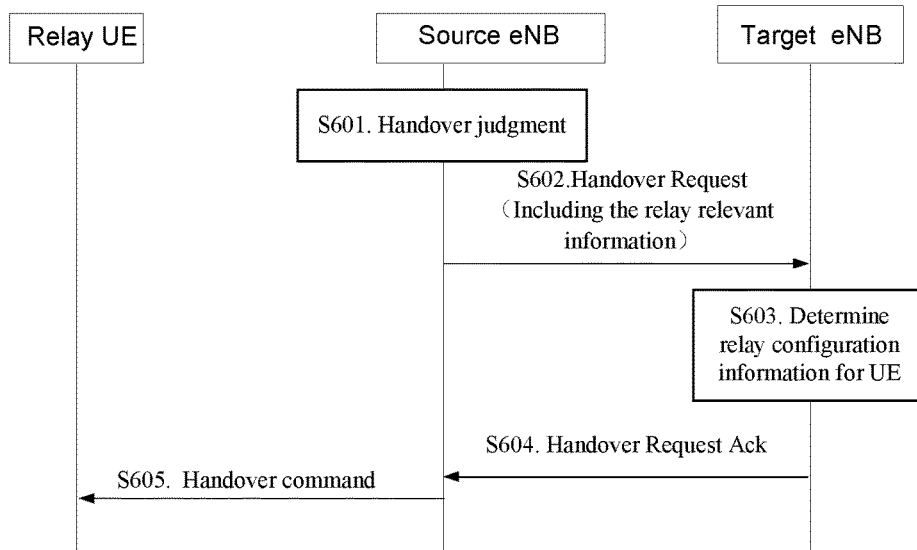 Relay UE
Source eNB
Target eNB
S601. Handover judgment
S602.Handover Request
（Including the relay relevant
information）
S603. Determine
relay configuration
information for UE
S604. Handover Request Ack
S605. Handover command